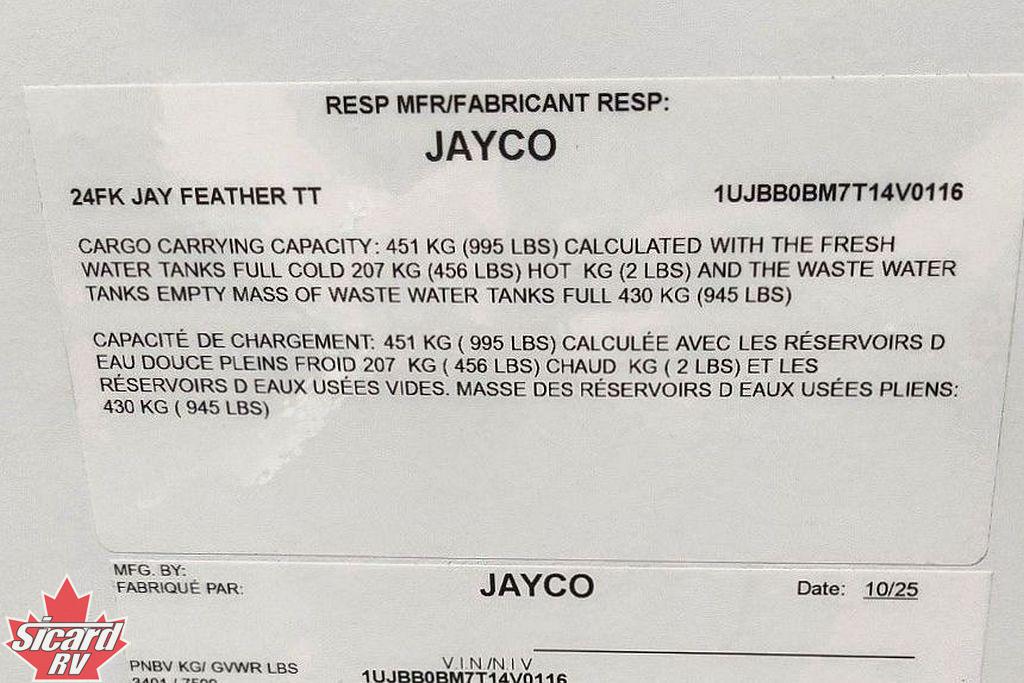 RESP MFR/FABRICANT RESP:
JAYCO
24FK JAY FEATHER TT 1UJBB0BM7T14V0116
CARGO CARRYING CAPACITY: 451 KG (995 LBS) CALCULATED WITH THE FRESH
WATER TANKS FULL COLD 207 KG (456 LBS) HOT KG (2 LBS) AND THE WASTE WATER
TANKS EMPTY MASS OF WASTE WATER TANKS FULL 430 KG (945 LBS)
CAPACITÉ DE CHARGEMENT: 451 KG ( 995 LBS) CALCULÉE AVEC LES RÉSERVOIRS D
EAU DOUCE PLEINS FROID 207 KG ( 456 LBS) CHAUD KG ( 2 LBS) ET LES
RÉSERVOIRS D EAUX USÉES VIDES. MASSE DES RÉSERVOIRS D EAUX USÉES PLIENS:
430 KG ( 945 LBS)
MFG. BY:
FABRIQUÉ PAR:
JAYCO
Date: 10/25
PNBV KG/ GVWR LBS
V.I.N/N.I.V
1UJBB0BM7T14V0116
Sicard
RV